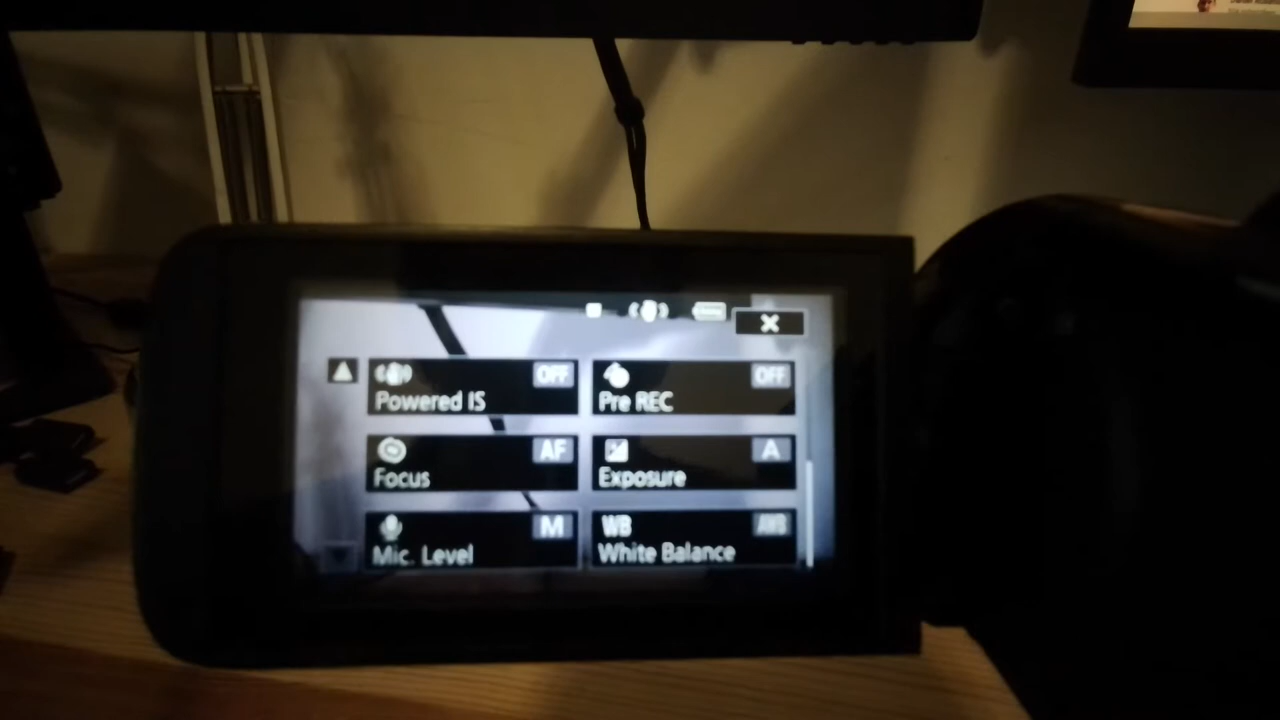 OFF OFF
Powered IS Pre REC
AF A
Focus Exposure
M WB AWB
Mic. Level White Balance